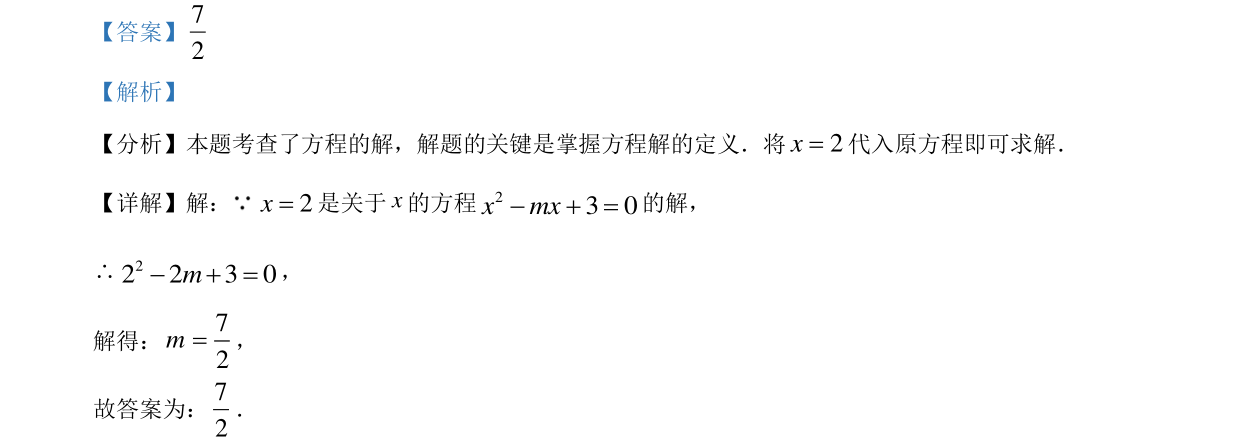 【答案】7/2
【解析】
【分析】本题考查了方程的解，解题的关键是掌握方程解的定义．将 x = 2 代入原方程即可求解．
【详解】解：∵ x = 2 是关于 x 的方程 x² − mx + 3 = 0 的解，
∴ 2² − 2m + 3 = 0，
解得：m = 7/2，
故答案为：7/2．